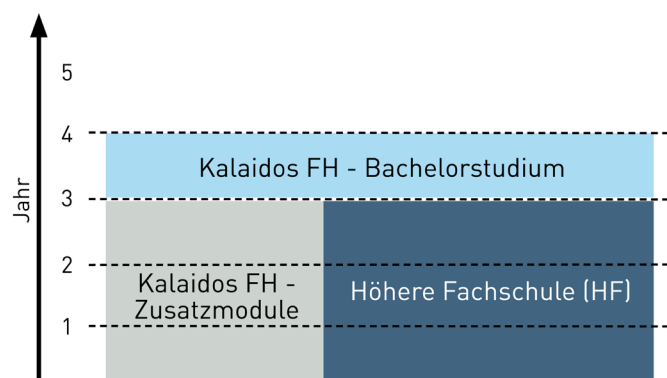 5
4
Kalaidos FH - Bachelorstudium
3
Jahr
2
Kalaidos FH -
Zusatzmodule
Höhere Fachschule (HF)
1